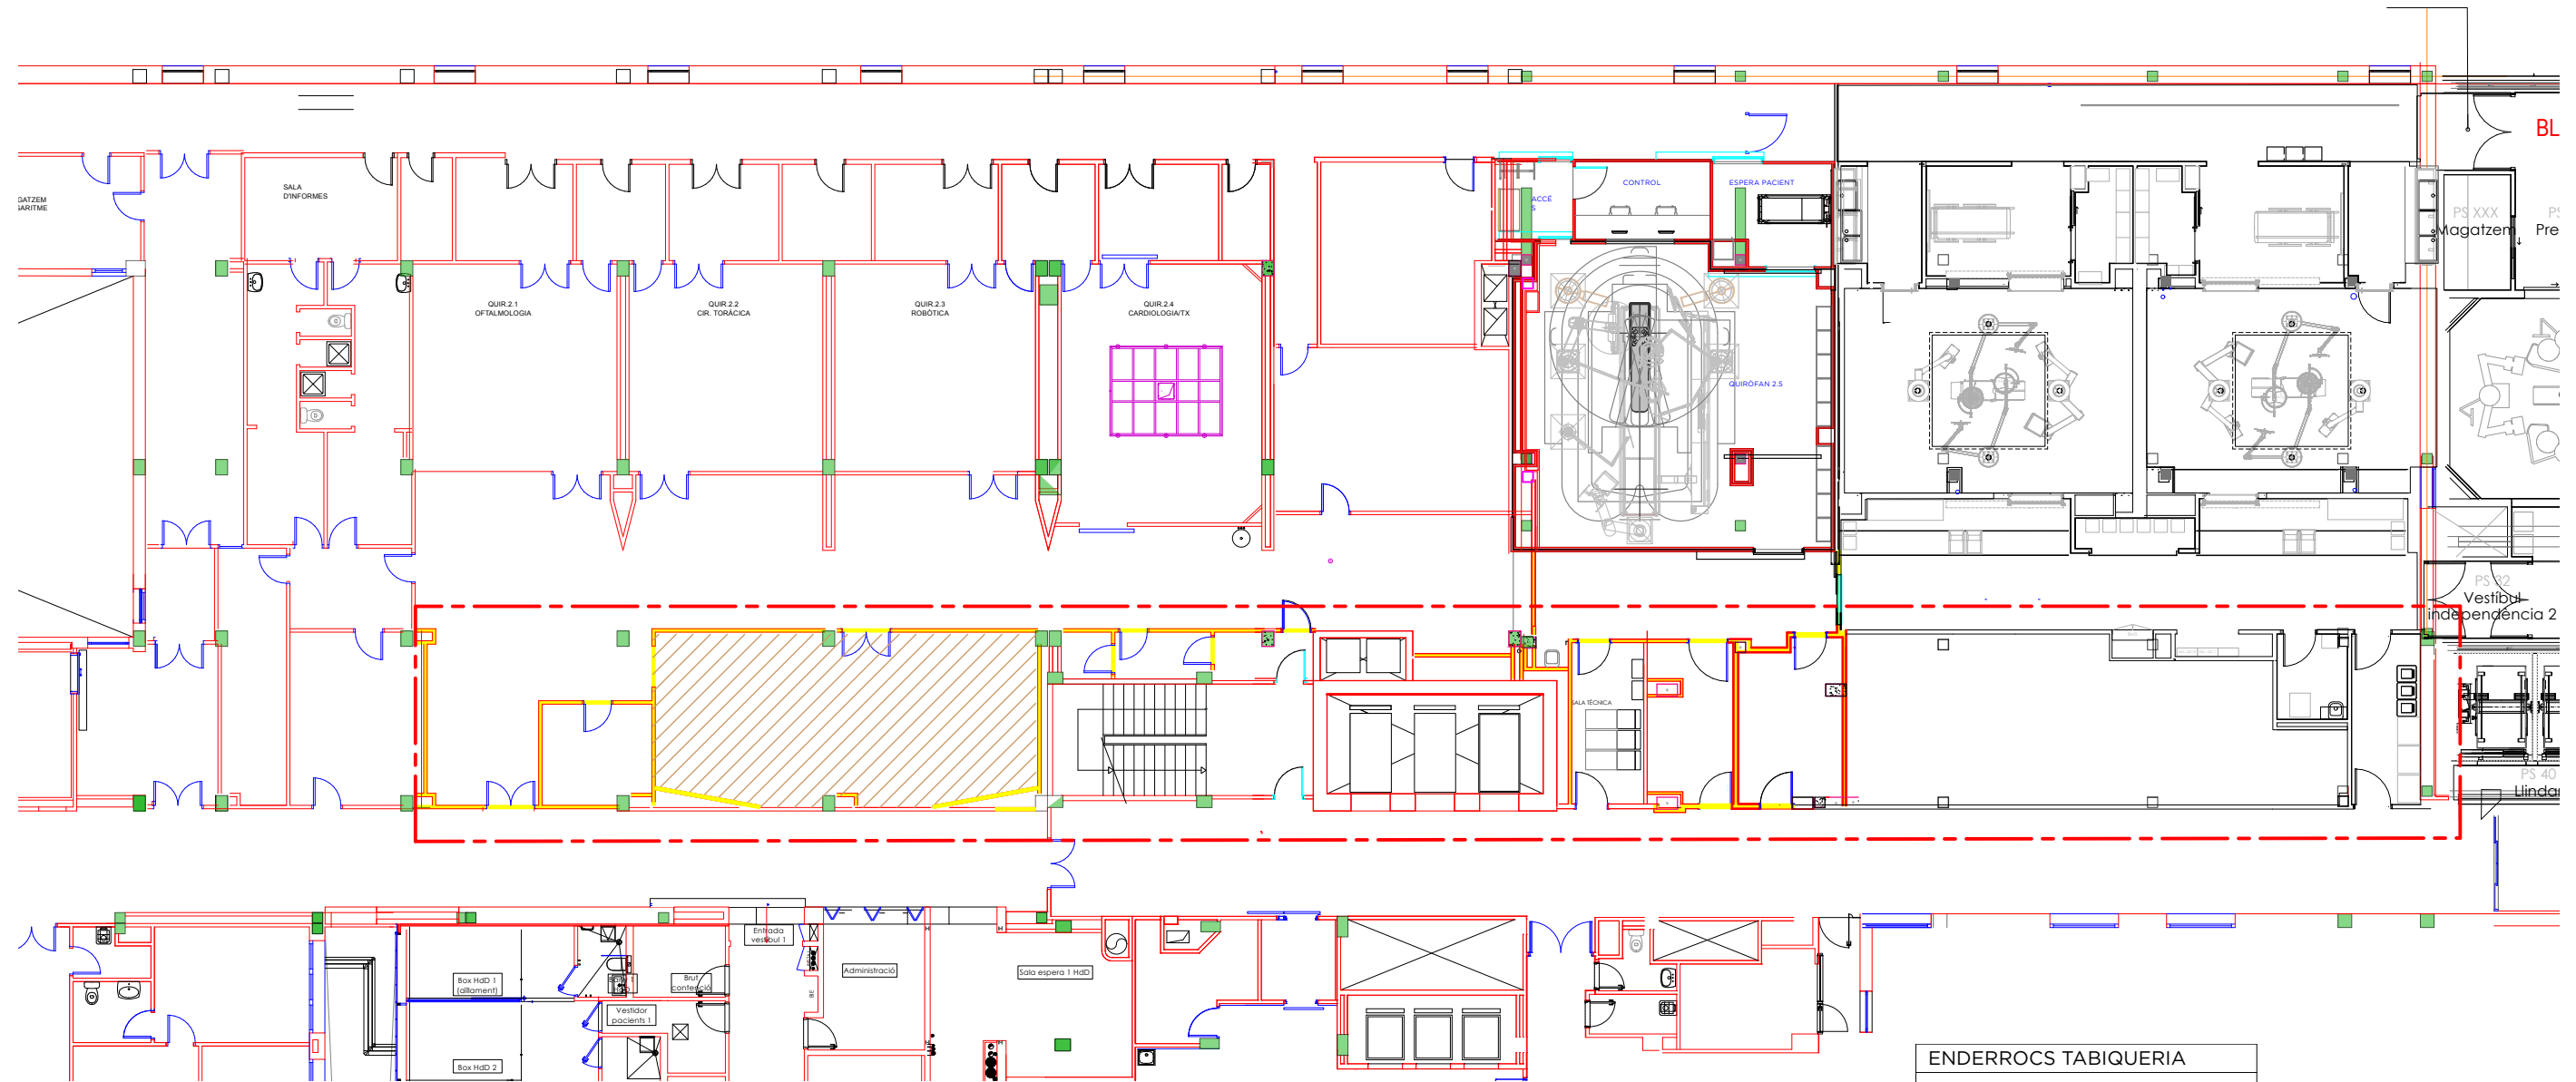 BL
SALA
D'INFORMES
GATZEM
GARITME
CONTROL
ESPERA PACIENT
ACCÉ
S
PS XXX
Magatzem
Pre
QUIR.2.1
OFTALMOLOGIA
QUIR.2.2
CIR. TORÀCICA
QUIR.2.3
ROBÒTICA
QUIR.2.4
CARDIOLOGIA/TX
QUIRÒFAN 2.5
PS 32
Vestíbul
independència 2
SALA TÈCNICA
PS 40
Llindar
Entrada
vestíbul 1
Administració
Sala espera 1 HdD
Box HdD 1
(aïllament)
Brut
contenció
Vestidor
pacients 1
BE
Box HdD 2
ENDERROCS TABIQUERIA